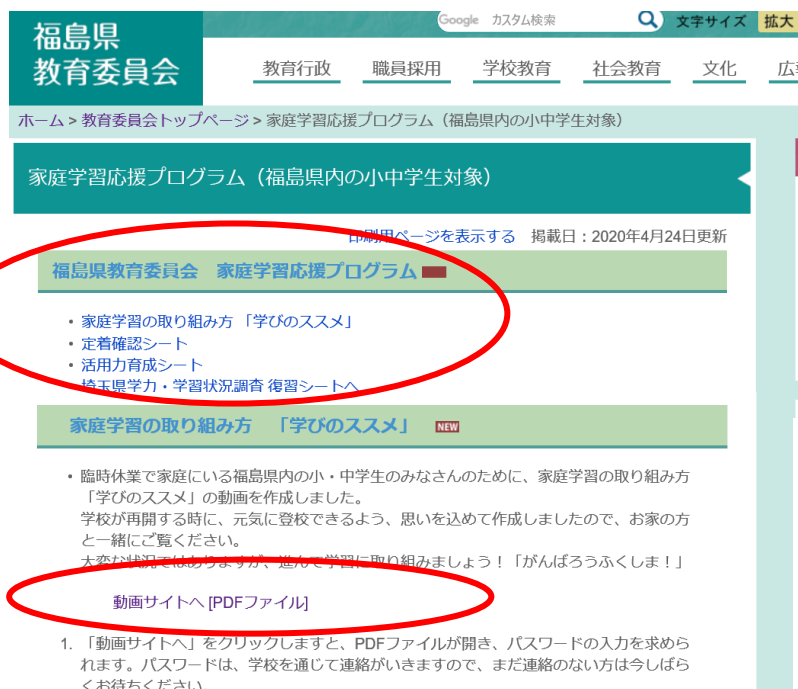 福島県
教育委員会
Google カスタム検索
文字サイズ 拡大
教育行政 職員採用 学校教育 社会教育 文化
ホーム > 教育委員会トップページ > 家庭学習応援プログラム（福島県内の小中学生対象）
家庭学習応援プログラム（福島県内の小中学生対象）
印刷用ページを表示する 掲載日：2020年4月24日更新
福島県教育委員会 家庭学習応援プログラム
・家庭学習の取り組み方 「学びのススメ」
・定着確認シート
・活用力育成シート
・埼玉県学力・学習状況調査 復習シートへ
家庭学習の取り組み方 「学びのススメ」 NEW
・臨時休業で家庭にいる福島県内の小・中学生のみなさんのために、家庭学習の取り組み方
「学びのススメ」の動画を作成しました。
学校が再開する時に、元気に登校できるよう、思いを込めて作成しましたので、お家の方
と一緒にご覧ください。
大変な状況ではありますが、進んで学習に取り組みましょう！「がんばろうふくしま！」
動画サイトへ [PDFファイル]
1. 「動画サイトへ」をクリックしますと、PDFファイルが開き、パスワードの入力を求めら
れます。パスワードは、学校を通じて連絡がいきますので、まだ連絡のない方は今しばら
くお待ちください。